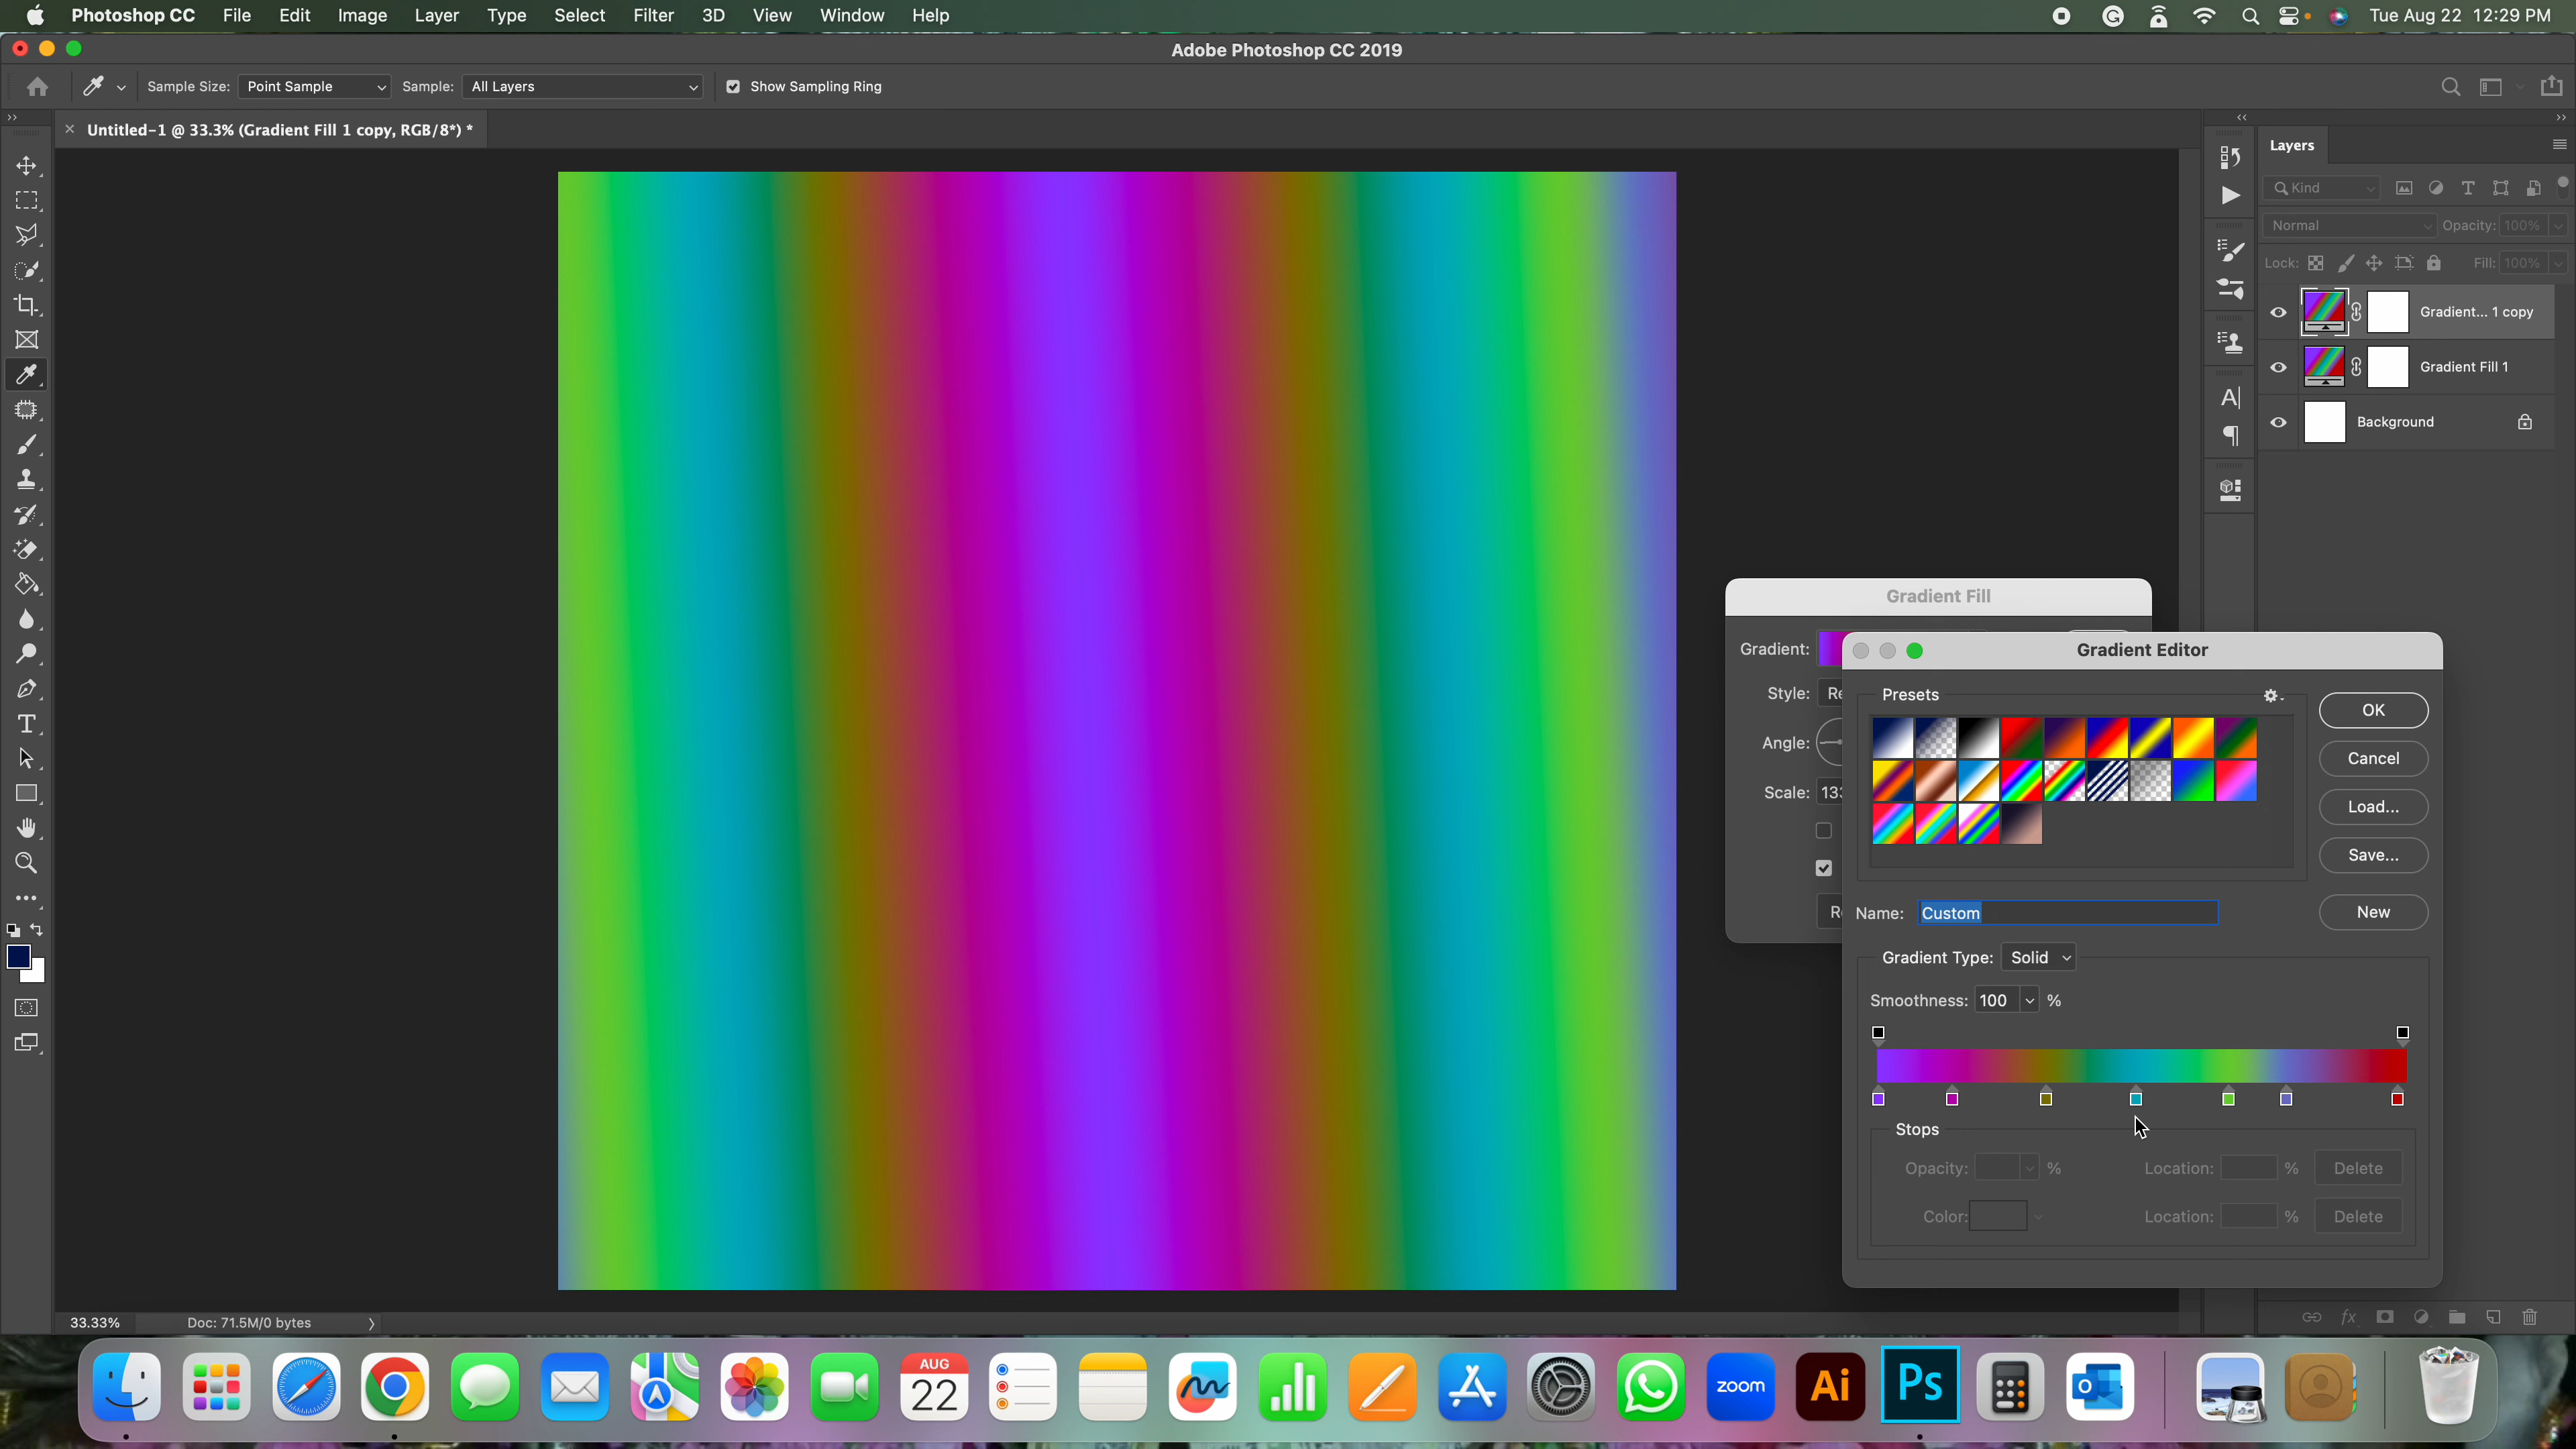 Photoshop CC File Edit Image Layer Type Select Filter 3D View Window Help Tue Aug 22 12:29 PM
Adobe Photoshop CC 2019
Sample Size: Point Sample Sample: All Layers Show Sampling Ring
Untitled-1 @ 33.3% (Gradient Fill 1 copy, RGB/8*) *
Layers
Kind
Normal Opacity: 100%
Lock: Fill: 100%
Gradient... 1 copy
Gradient Fill 1
Background
Gradient Fill
Gradient:
Style: Re
Angle:
Scale: 133
Gradient Editor
Presets
OK
Cancel
Load...
Save...
Name: Custom
New
Gradient Type: Solid
Smoothness: 100 %
Stops
Opacity: % Location: % Delete
Color: Location: % Delete
33.33% Doc: 71.5M/0 bytes
AUG
22
zoom
Ai
Ps